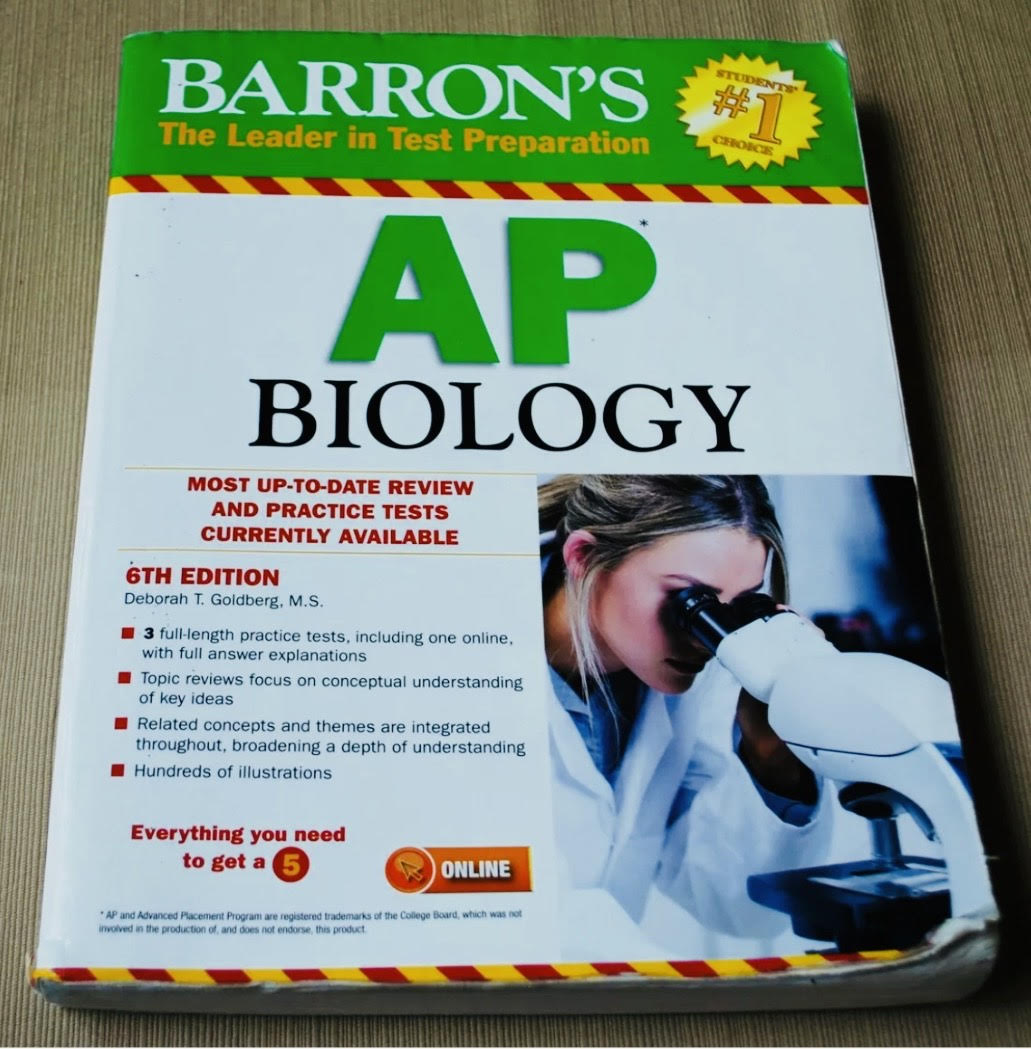 BARRON'S
The Leader in Test Preparation
STUDENTS'
#1
CHOICE
AP*
BIOLOGY
MOST UP-TO-DATE REVIEW
AND PRACTICE TESTS
CURRENTLY AVAILABLE
6TH EDITION
Deborah T. Goldberg, M.S.
3 full-length practice tests, including one online,
with full answer explanations
Topic reviews focus on conceptual understanding
of key ideas
Related concepts and themes are integrated
throughout, broadening a depth of understanding
Hundreds of illustrations
Everything you need
to get a 5
ONLINE
* AP and Advanced Placement Program are registered trademarks of the College Board, which was not
involved in the production of, and does not endorse, this product.